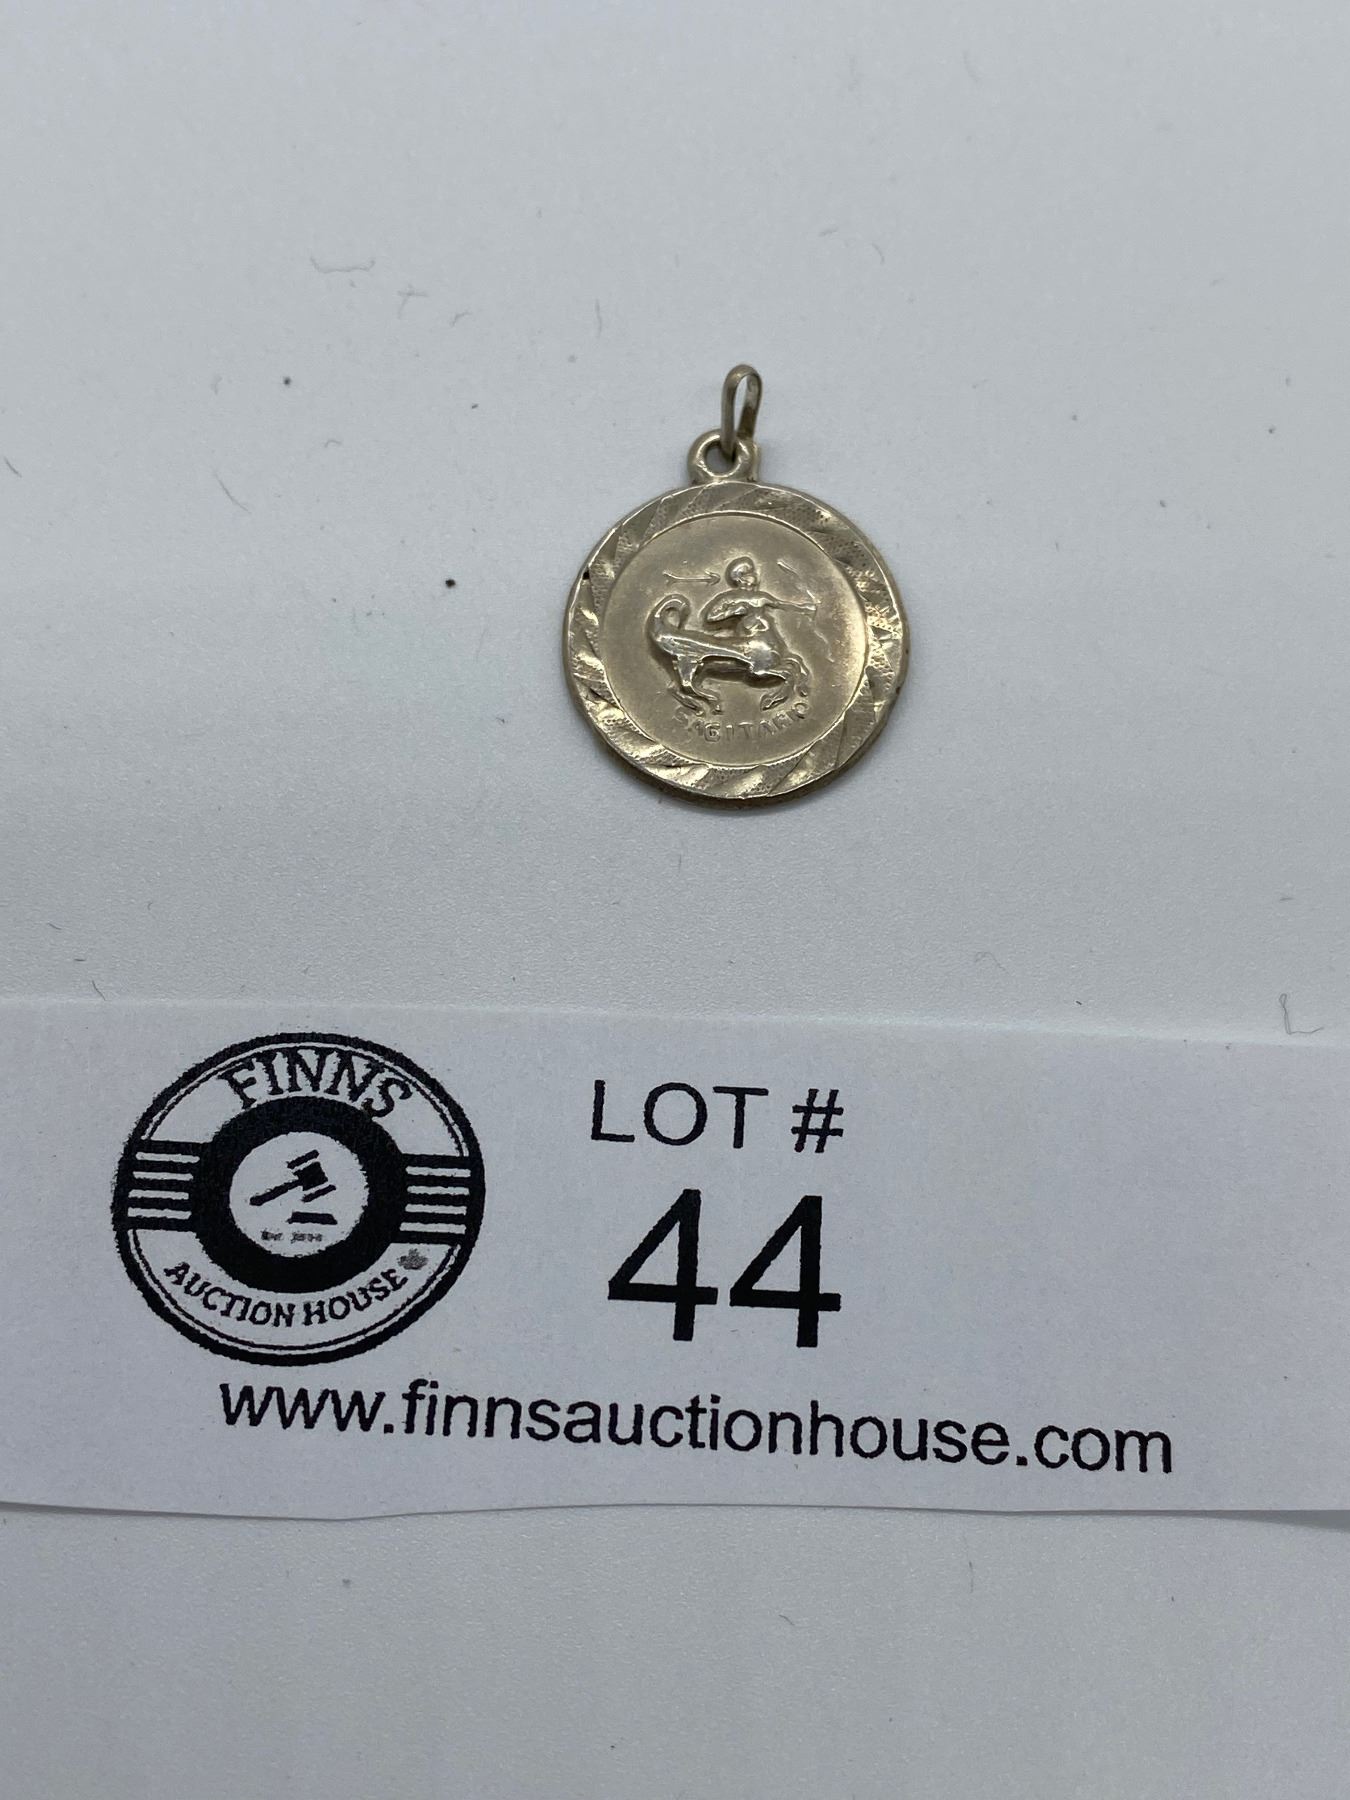 SAGITARIO
FINNS
AUCTION HOUSE
LOT #
44
www.finnsauctionhouse.com